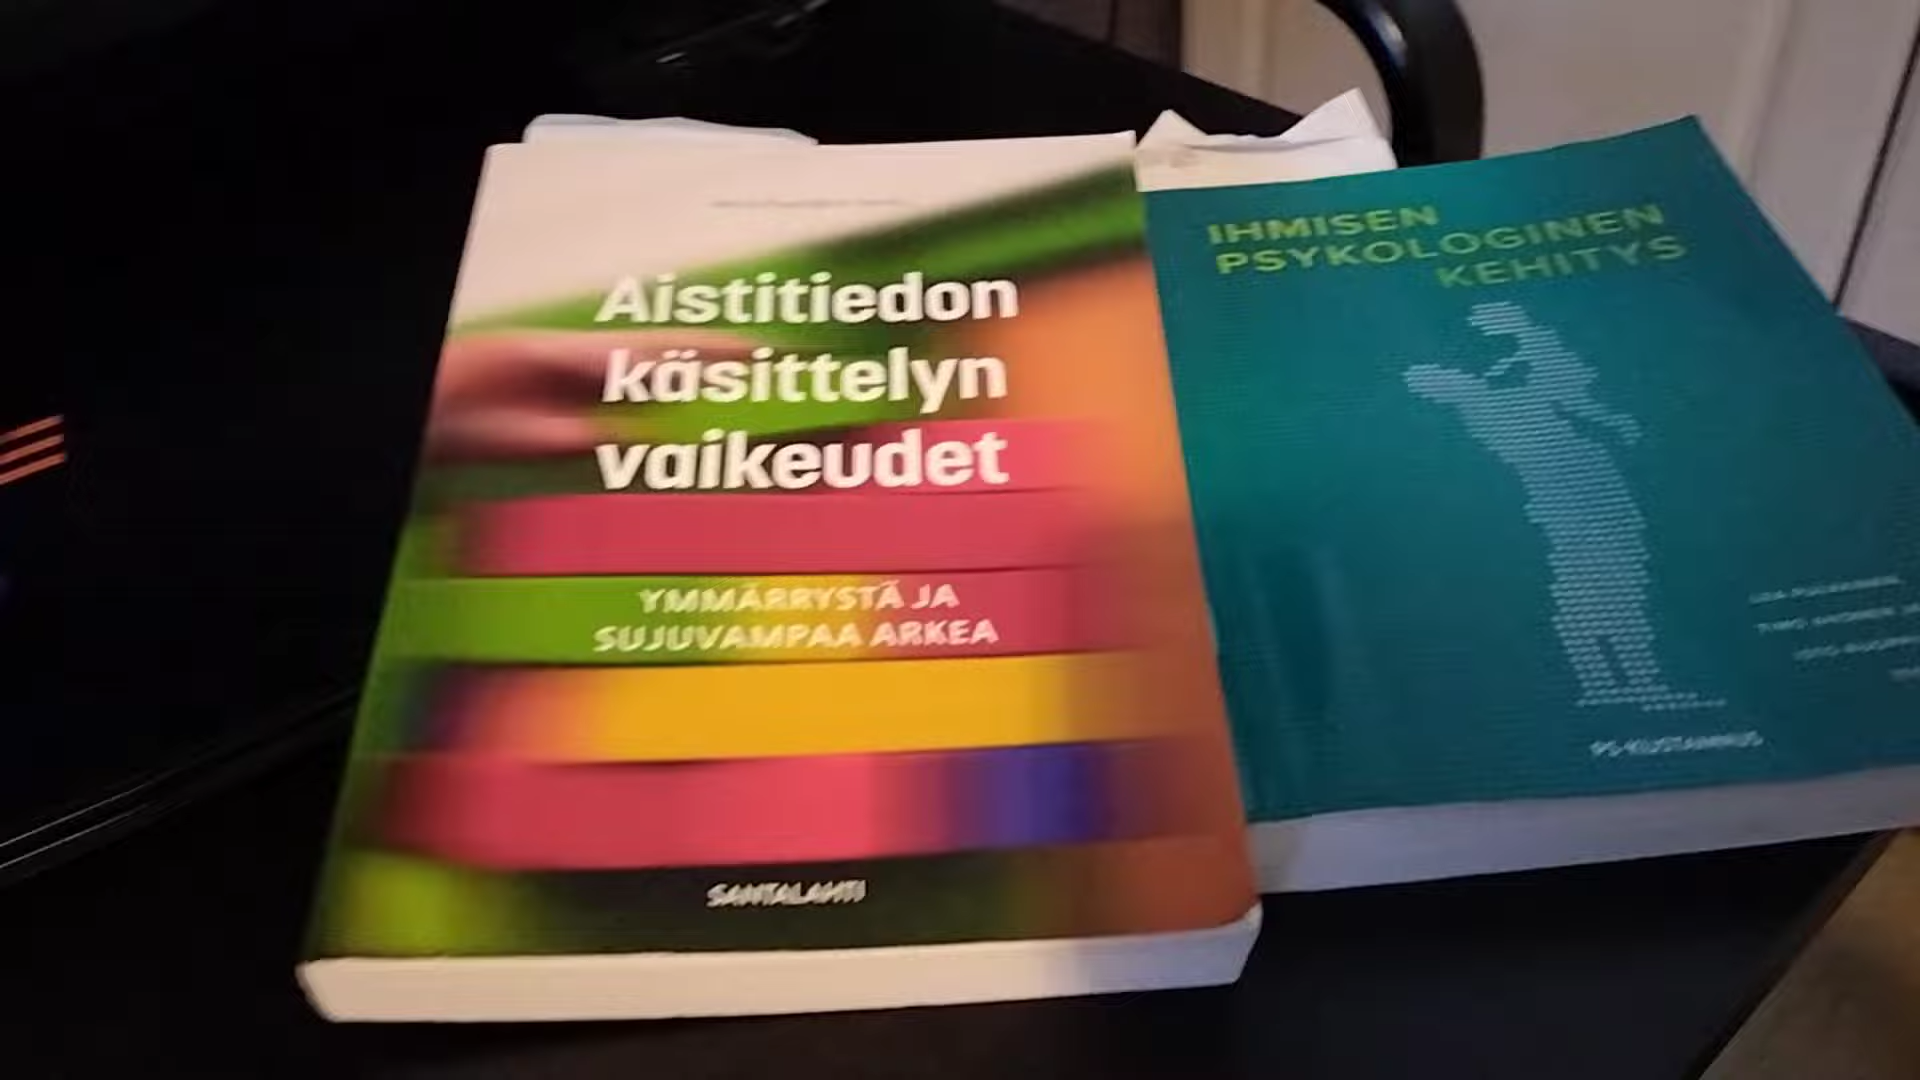 Aistitiedon
käsittelyn
vaikeudet
YMMÄRRYSTÄ JA
SUJUVAMPAA ARKEA
SANTALAHTI
IHMISEN
PSYKOLOGINEN
KEHITYS
PS-KUSTANNUS